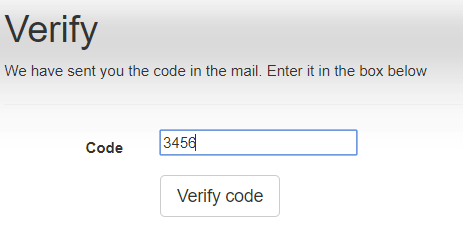 Verify
We have sent you the code in the mail. Enter it in the box below
Code 3456
Verify code